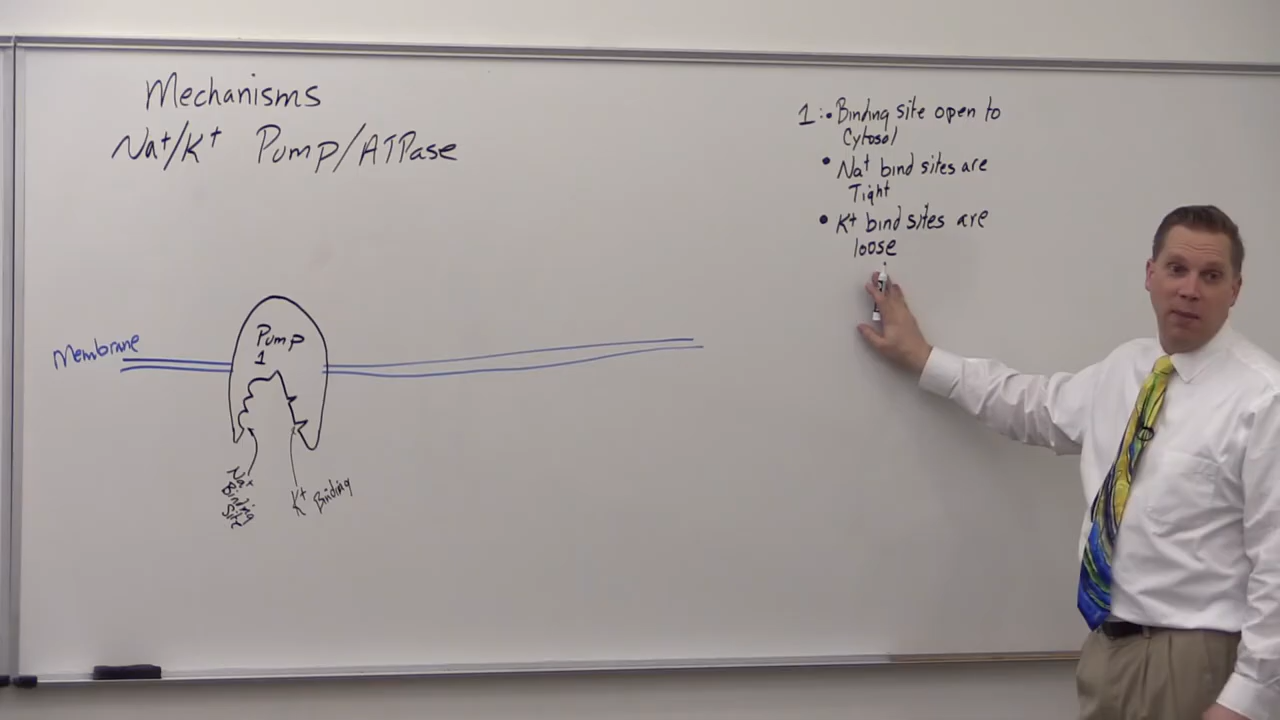 Mechanisms
Na⁺/K⁺ Pump/ATPase
1:• Binding site open to
Cytosol
• Na⁺ bind sites are
Tight
• K⁺ bind sites are
loose
Membrane
Pump
1
Na⁺
Binding
Site
K⁺ Binding